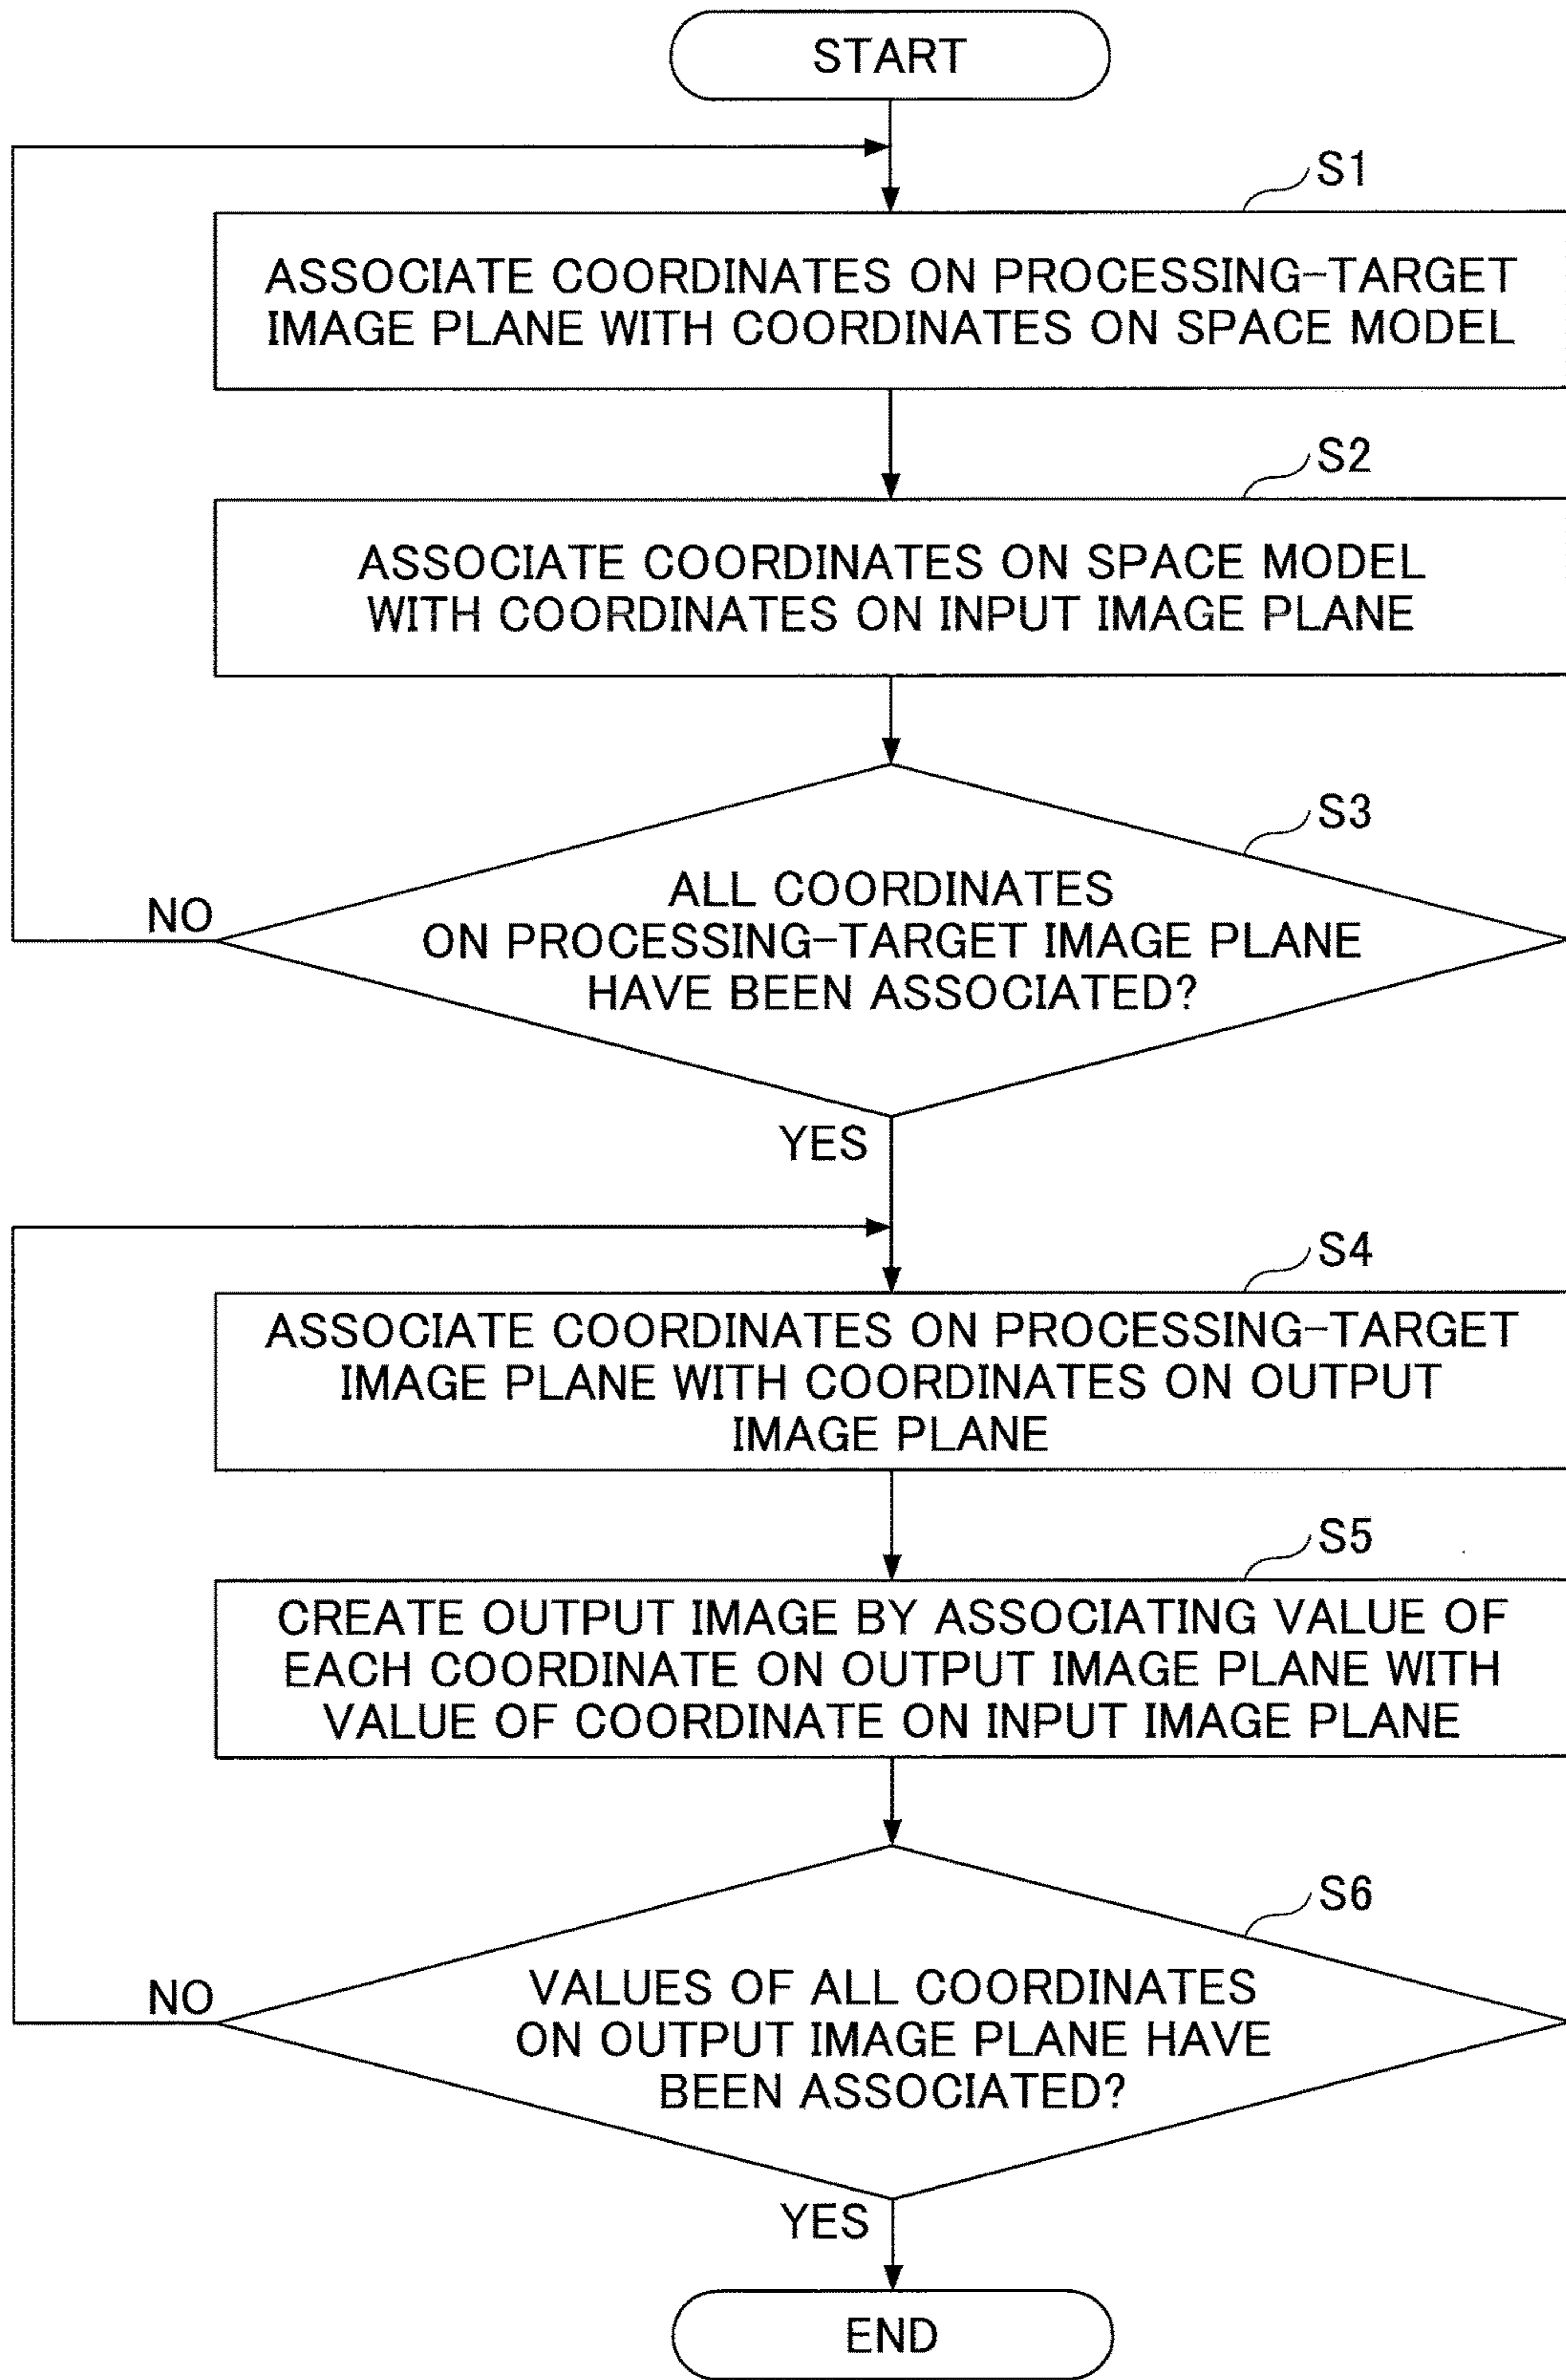 START
S1
ASSOCIATE COORDINATES ON PROCESSING-TARGET
IMAGE PLANE WITH COORDINATES ON SPACE MODEL
S2
ASSOCIATE COORDINATES ON SPACE MODEL
WITH COORDINATES ON INPUT IMAGE PLANE
S3
ALL COORDINATES
ON PROCESSING-TARGET IMAGE PLANE
HAVE BEEN ASSOCIATED?
NO
YES
S4
ASSOCIATE COORDINATES ON PROCESSING-TARGET
IMAGE PLANE WITH COORDINATES ON OUTPUT
IMAGE PLANE
S5
CREATE OUTPUT IMAGE BY ASSOCIATING VALUE OF
EACH COORDINATE ON OUTPUT IMAGE PLANE WITH
VALUE OF COORDINATE ON INPUT IMAGE PLANE
S6
VALUES OF ALL COORDINATES
ON OUTPUT IMAGE PLANE HAVE
BEEN ASSOCIATED?
NO
YES
END